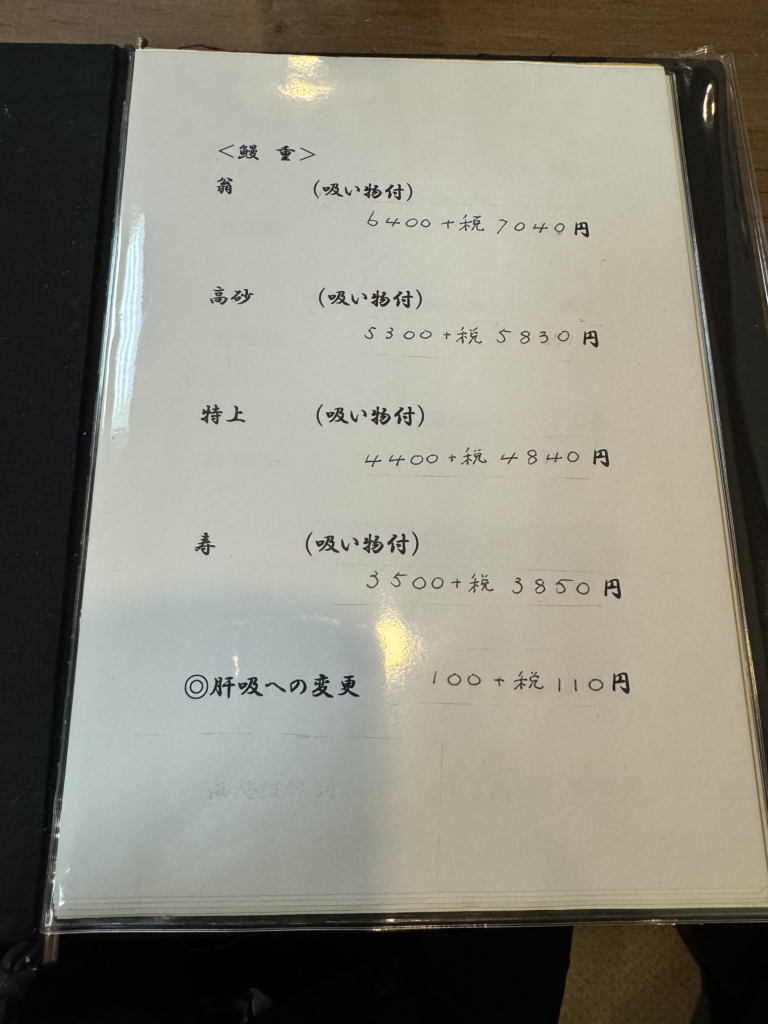 <鰻 重>
翁 (吸い物付)
6400+税 7040円
高砂 (吸い物付)
5300+税 5830円
特上 (吸い物付)
4400+税 4840円
寿 (吸い物付)
3500+税 3850円
◎肝吸への変更 100+税 110円